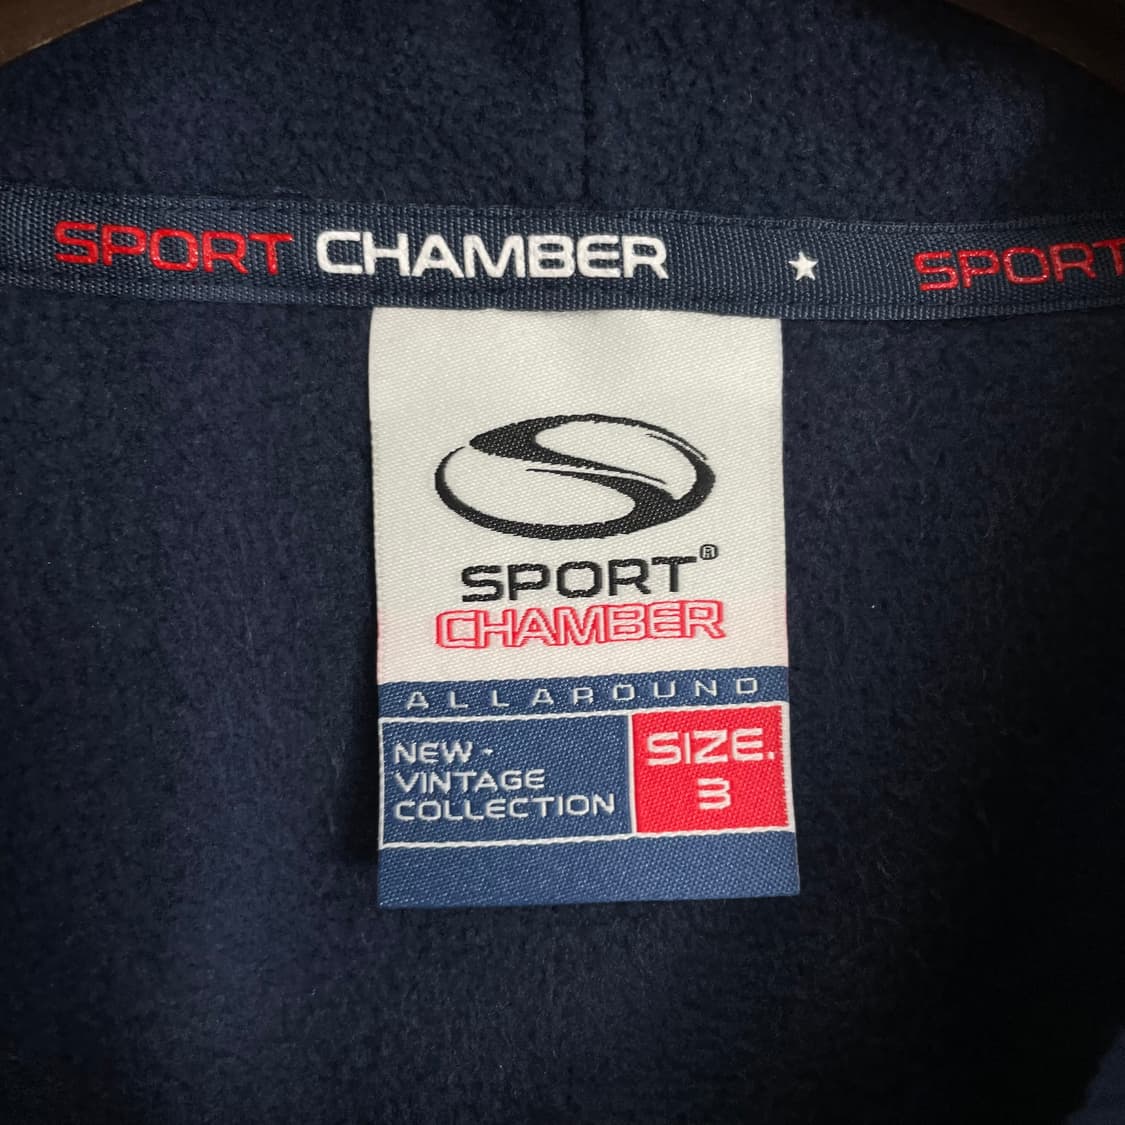 SPORT CHAMBER ★ SPORT
SPORT®
CHAMBER
ALLAROUND
NEW -
VINTAGE
COLLECTION
SIZE.
3